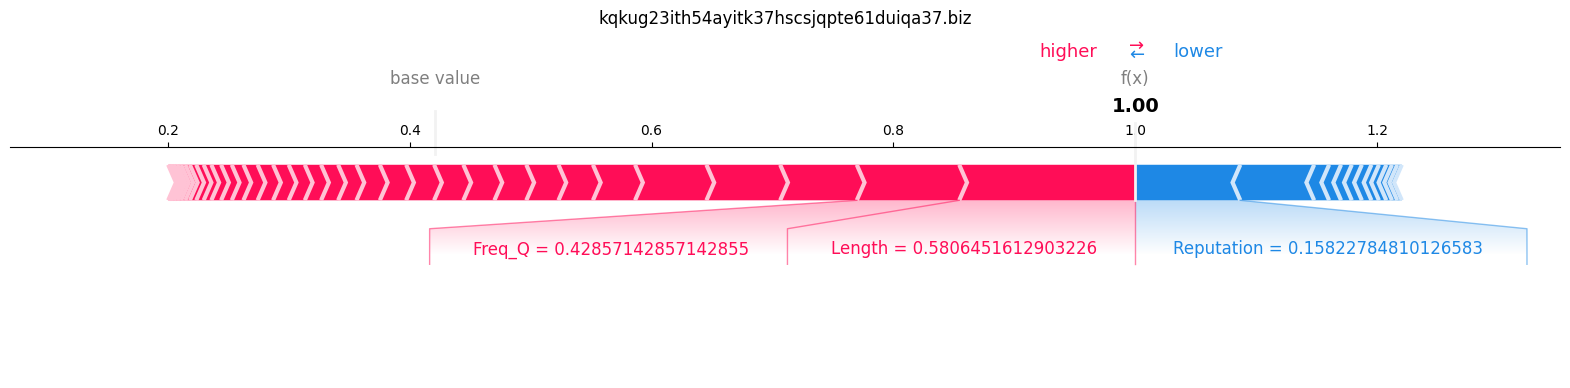 kqkug23ith54ayitk37hscsjqpte61duiqa37.biz
higher → ← lower
base value f(x)
1.00
0.2 0.4 0.6 0.8 1.0 1.2
Freq_Q = 0.42857142857142855 Length = 0.5806451612903226 Reputation = 0.15822784810126583